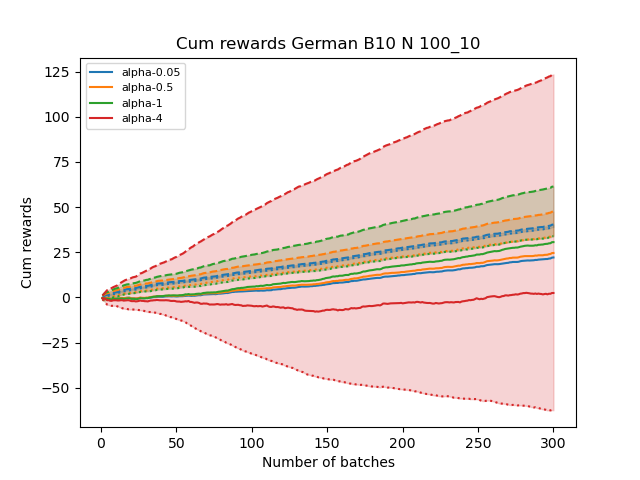 Cum rewards German B10 N 100_10
alpha-0.05
alpha-0.5
alpha-1
alpha-4
Cum rewards
125
100
75
50
25
0
−25
−50
0 50 100 150 200 250 300
Number of batches